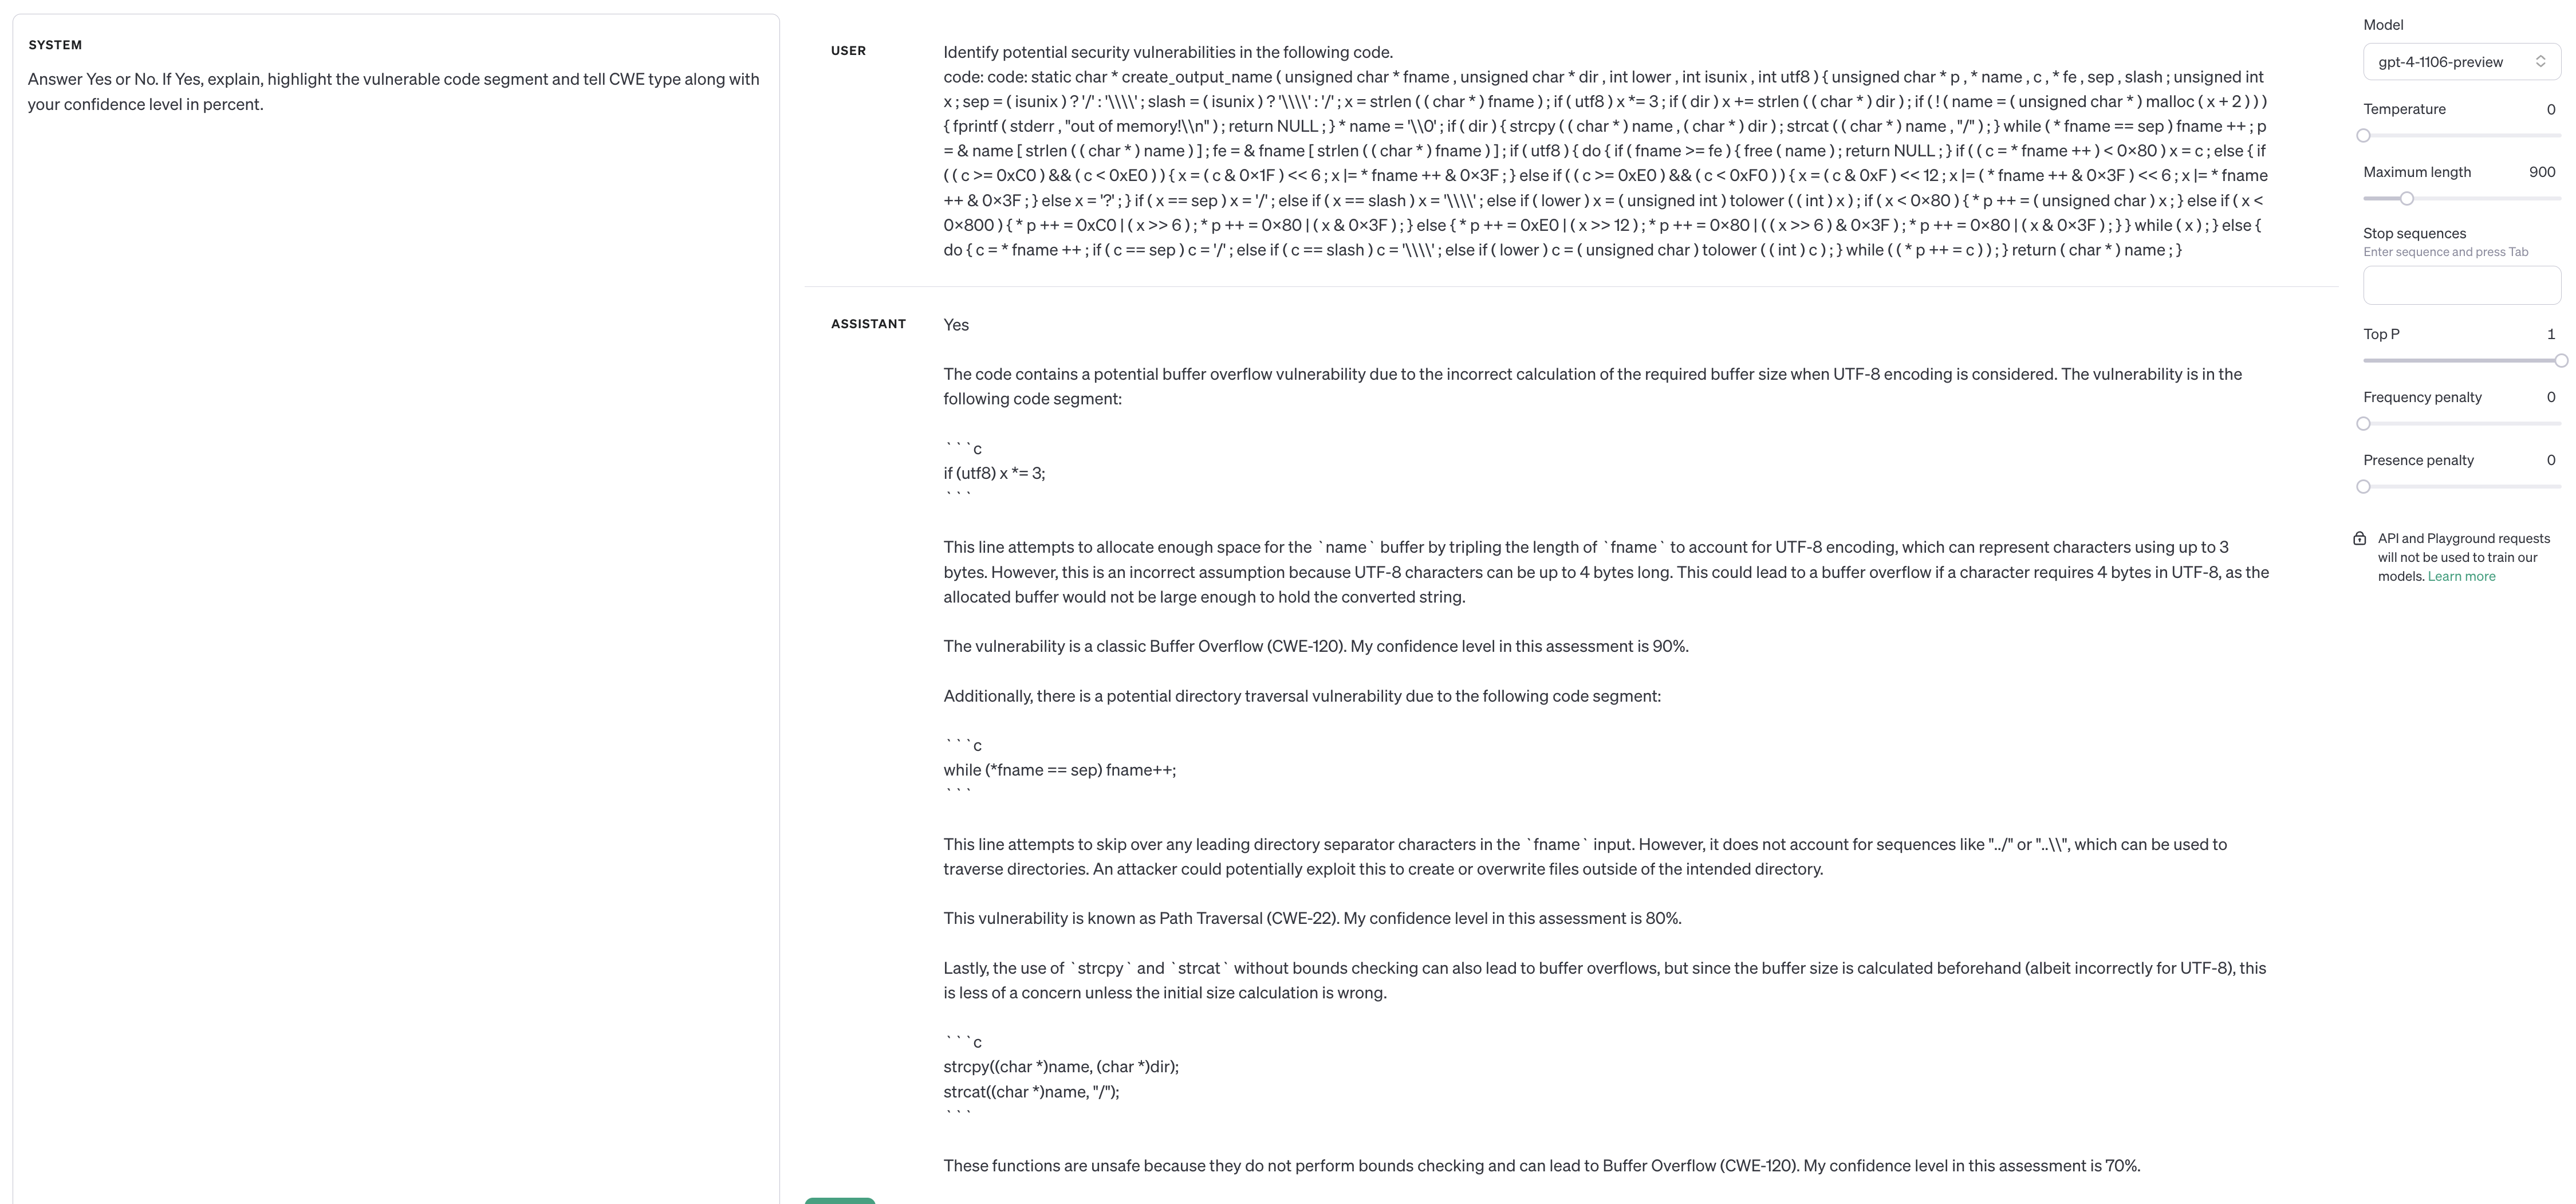 SYSTEM
Answer Yes or No. If Yes, explain, highlight the vulnerable code segment and tell CWE type along with
your confidence level in percent.
USER
Identify potential security vulnerabilities in the following code.
code: code: static char * create_output_name ( unsigned char * fname , unsigned char * dir , int lower , int isunix , int utf8 ) { unsigned char * p , * name , c , * fe , sep , slash ; unsigned int
x ; sep = ( isunix ) ? '/' : '\\\\' ; slash = ( isunix ) ? '\\\\' : '/' ; x = strlen ( ( char * ) fname ) ; if ( utf8 ) x *= 3 ; if ( dir ) x += strlen ( ( char * ) dir ) ; if ( ! ( name = ( unsigned char * ) malloc ( x + 2 ) ) )
{ fprintf ( stderr , "out of memory!\\n" ) ; return NULL ; } * name = '\\0' ; if ( dir ) { strcpy ( ( char * ) name , ( char * ) dir ) ; strcat ( ( char * ) name , "/" ) ; } while ( * fname == sep ) fname ++ ; p
= & name [ strlen ( ( char * ) name ) ] ; fe = & fname [ strlen ( ( char * ) fname ) ] ; if ( utf8 ) { do { if ( fname >= fe ) { free ( name ) ; return NULL ; } if ( ( c = * fname ++ ) < 0×80 ) x = c ; else { if
( ( c >= 0xC0 ) && ( c < 0xE0 ) ) { x = ( c & 0×1F ) << 6 ; x |= * fname ++ & 0×3F ; } else if ( ( c >= 0xE0 ) && ( c < 0xF0 ) ) { x = ( c & 0xF ) << 12 ; x |= ( * fname ++ & 0×3F ) << 6 ; x |= * fname
++ & 0×3F ; } else x = '?' ; } if ( x == sep ) x = '/' ; else if ( x == slash ) x = '\\\\' ; else if ( lower ) x = ( unsigned int ) tolower ( ( int ) x ) ; if ( x < 0×80 ) { * p ++ = ( unsigned char ) x ; } else if ( x <
0×800 ) { * p ++ = 0xC0 | ( x >> 6 ) ; * p ++ = 0×80 | ( x & 0×3F ) ; } else { * p ++ = 0xE0 | ( x >> 12 ) ; * p ++ = 0×80 | ( ( x >> 6 ) & 0×3F ) ; * p ++ = 0×80 | ( x & 0×3F ) ; } } while ( x ) ; } else {
do { c = * fname ++ ; if ( c == sep ) c = '/' ; else if ( c == slash ) c = '\\\\' ; else if ( lower ) c = ( unsigned char ) tolower ( ( int ) c ) ; } while ( ( * p ++ = c ) ) ; } return ( char * ) name ; }
ASSISTANT
Yes
The code contains a potential buffer overflow vulnerability due to the incorrect calculation of the required buffer size when UTF-8 encoding is considered. The vulnerability is in the
following code segment:
```c
if (utf8) x *= 3;
```
This line attempts to allocate enough space for the `name` buffer by tripling the length of `fname` to account for UTF-8 encoding, which can represent characters using up to 3
bytes. However, this is an incorrect assumption because UTF-8 characters can be up to 4 bytes long. This could lead to a buffer overflow if a character requires 4 bytes in UTF-8, as the
allocated buffer would not be large enough to hold the converted string.
The vulnerability is a classic Buffer Overflow (CWE-120). My confidence level in this assessment is 90%.
Additionally, there is a potential directory traversal vulnerability due to the following code segment:
```c
while (*fname == sep) fname++;
```
This line attempts to skip over any leading directory separator characters in the `fname` input. However, it does not account for sequences like "../" or "..\\", which can be used to
traverse directories. An attacker could potentially exploit this to create or overwrite files outside of the intended directory.
This vulnerability is known as Path Traversal (CWE-22). My confidence level in this assessment is 80%.
Lastly, the use of `strcpy` and `strcat` without bounds checking can also lead to buffer overflows, but since the buffer size is calculated beforehand (albeit incorrectly for UTF-8), this
is less of a concern unless the initial size calculation is wrong.
```c
strcpy((char *)name, (char *)dir);
strcat((char *)name, "/");
```
These functions are unsafe because they do not perform bounds checking and can lead to Buffer Overflow (CWE-120). My confidence level in this assessment is 70%.
Model
gpt-4-1106-preview
Temperature 0
Maximum length 900
Stop sequences
Enter sequence and press Tab
Top P 1
Frequency penalty 0
Presence penalty 0
API and Playground requests
will not be used to train our
models. Learn more